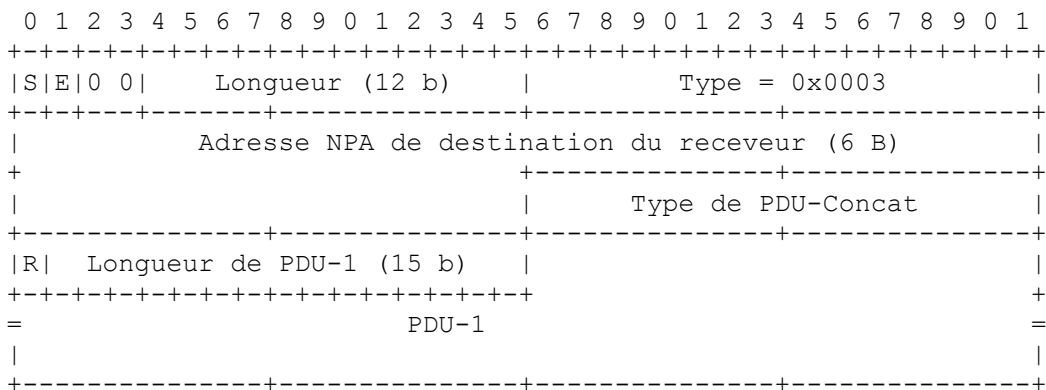 0 1 2 3 4 5 6 7 8 9 0 1 2 3 4 5 6 7 8 9 0 1 2 3 4 5 6 7 8 9 0 1
+-+-+-+-+-+-+-+-+-+-+-+-+-+-+-+-+-+-+-+-+-+-+-+-+-+-+-+-+-+-+-+-+
|S|E|0 0|    Longueur (12 b)    |         Type = 0x0003         |
+-+-+---+-------+---------------+---------------+---------------+
|           Adresse NPA de destination du receveur (6 B)        |
+                               +---------------+---------------+
|                               |      Type de PDU-Concat       |
+---------------+---------------+---------------+---------------+
|R|  Longueur de PDU-1 (15 b)   |                               |
+-+-+-+-+-+-+-+-+-+-+-+-+-+-+-+-+                               +
=                        PDU-1                                  =
|                                                               |
+---------------+---------------+---------------+---------------+